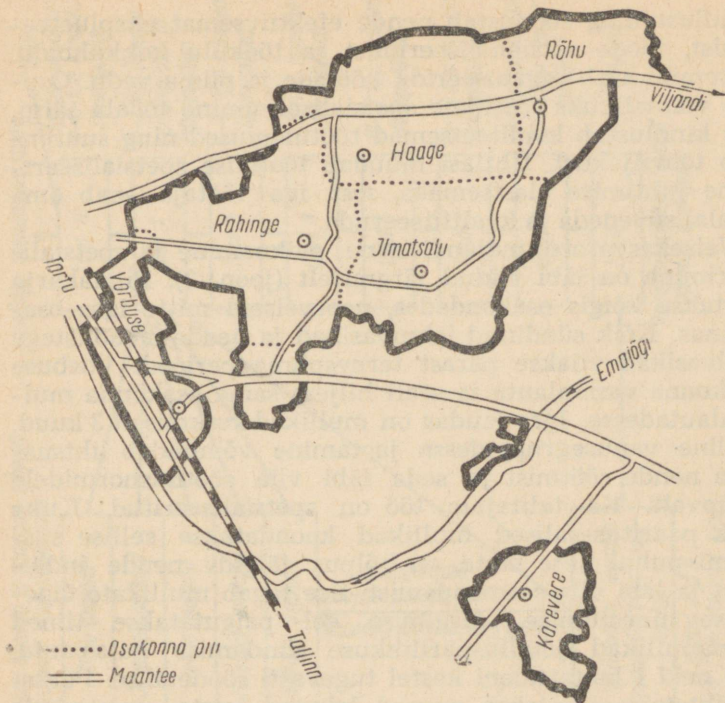 Rõhu
Viljandi
Haage
Rahinge
Ilmatsalu
Tartu
Vorbuse
Emajõgi
Kärevere
Tallinn
Osakonna piir
Maantee